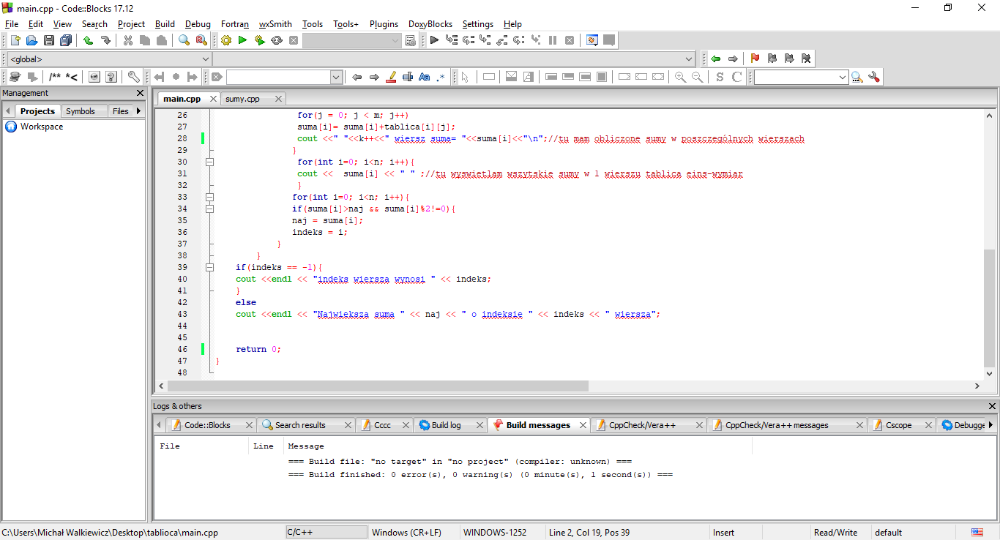 main.cpp - Code::Blocks 17.12
File Edit View Search Project Build Debug Fortran wxSmith Tools Tools+ Plugins DoxyBlocks Settings Help
<global>
/** *<
Aa .*
S C
Management
main.cpp sumy.cpp
Projects Symbols Files
Workspace
26 for(j = 0; j < m; j++)
27 suma[i]= suma[i]+tablica[i][j];
28 cout <<" "<<k++<<" wiersz suma= "<<suma[i]<<"\n";//tu mam obliczone sumy w poszczególnych wierszach
29 }
30 for(int i=0; i<n; i++){
31 cout << suma[i] << " " ;//tu wyswietlam wszytskie sumy w 1 wierszu tablica eins-wymiar
32 }
33 for(int i=0; i<n; i++){
34 if(suma[i]>naj && suma[i]%2!=0){
35 naj = suma[i];
36 indeks = i;
37 }
38 }
39 if(indeks == -1){
40 cout <<endl << "indeks wiersza wynosi " << indeks;
41 }
42 else
43 cout <<endl << "Najwieksza suma " << naj << " o indeksie " << indeks << " wiersza";
44
45
46 return 0;
47 }
48
Logs & others
Code::Blocks Search results Cccc Build log Build messages CppCheck/Vera++ CppCheck/Vera++ messages Cscope Debugge
File Line Message
=== Build file: "no target" in "no project" (compiler: unknown) ===
=== Build finished: 0 error(s), 0 warning(s) (0 minute(s), 1 second(s)) ===
C:\Users\Michał Walkiewicz\Desktop\tablioca\main.cpp C/C++ Windows (CR+LF) WINDOWS-1252 Line 2, Col 19, Pos 39 Insert Read/Write default